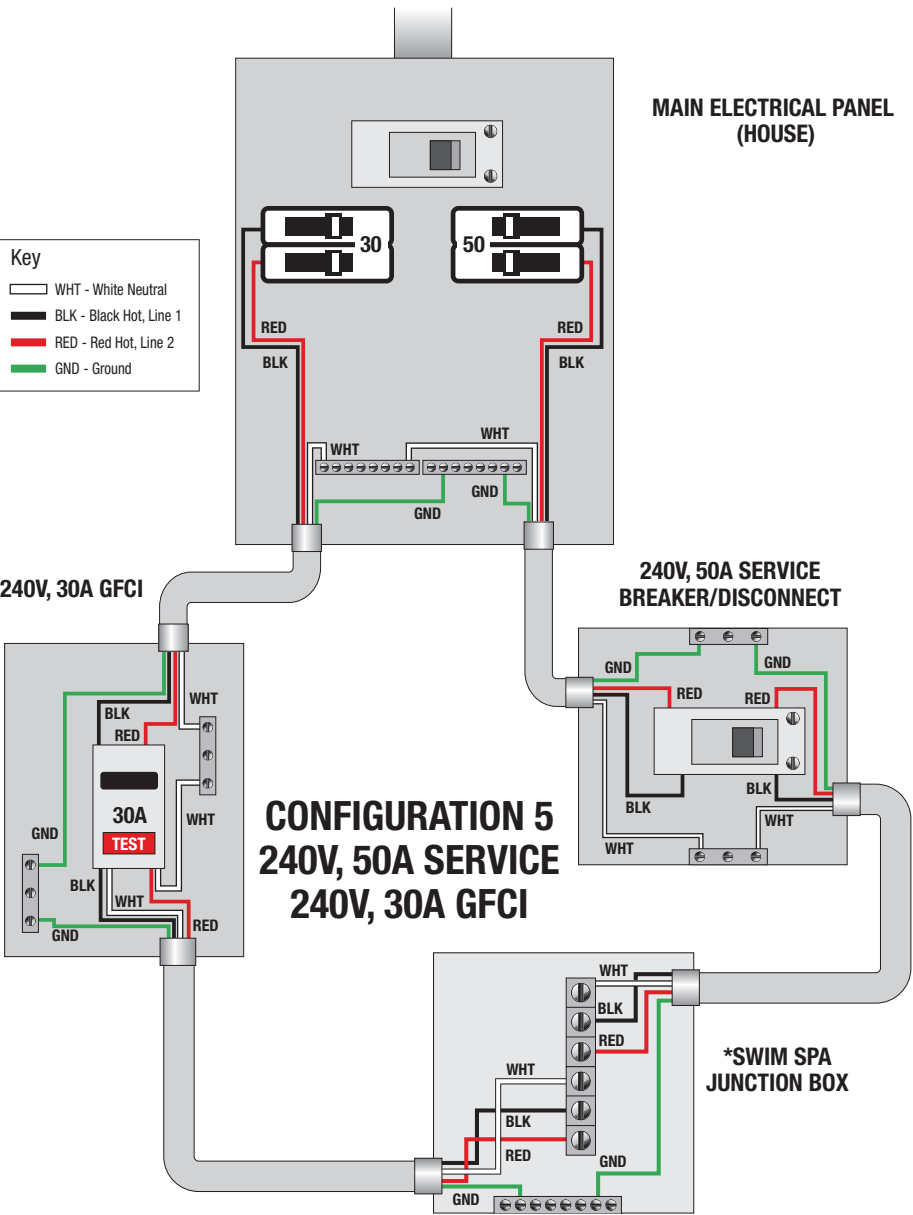 MAIN ELECTRICAL PANEL
(HOUSE)
Key
WHT - White Neutral
BLK - Black Hot, Line 1
RED - Red Hot, Line 2
GND - Ground
30
50
RED
BLK
RED
BLK
WHT
WHT
GND
GND
240V, 30A GFCI
240V, 50A SERVICE
BREAKER/DISCONNECT
WHT
BLK
RED
30A
TEST
WHT
GND
BLK
WHT
RED
GND
GND
GND
RED
RED
BLK
BLK
WHT
WHT
CONFIGURATION 5
240V, 50A SERVICE
240V, 30A GFCI
WHT
BLK
RED
WHT
BLK
RED
GND
GND
*SWIM SPA
JUNCTION BOX